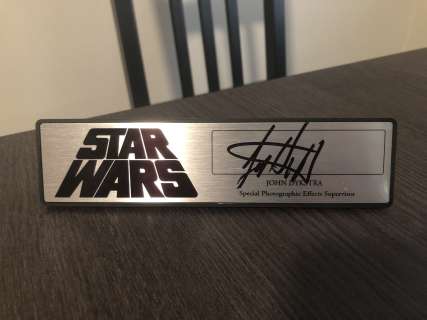 STAR
WARS
JOHN DYKSTRA
Special Photographic Effects Supervisor